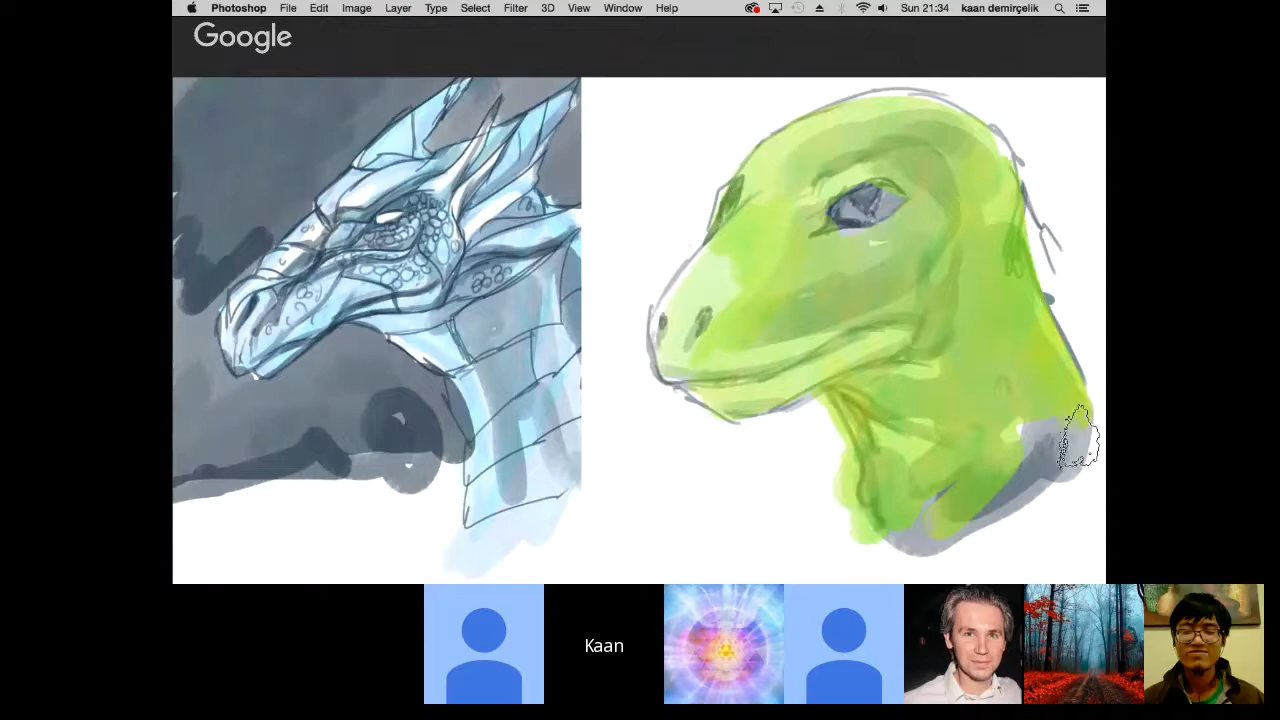 Photoshop File Edit Image Layer Type Select Filter 3D View Window Help Sun 21:34 kaan demirçelik
Google
Kaan